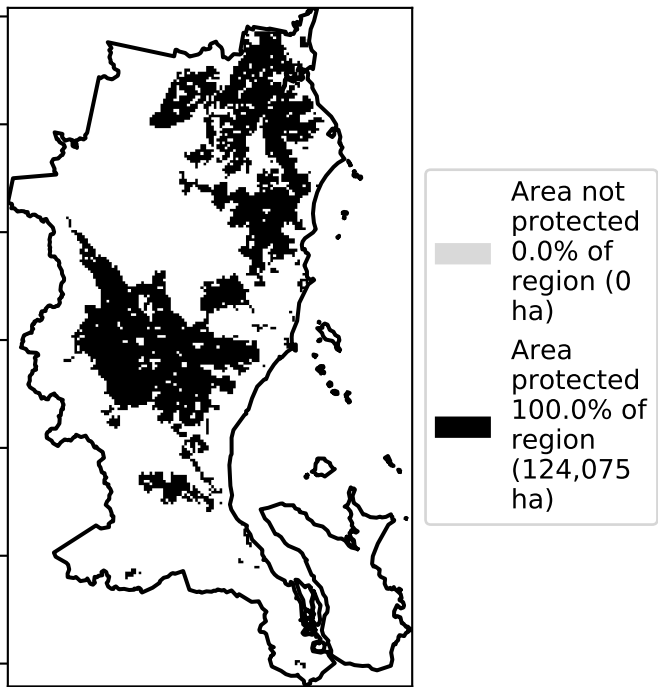 Area not
protected
0.0% of
region (0
ha)
Area
protected
100.0% of
region
(124,075
ha)